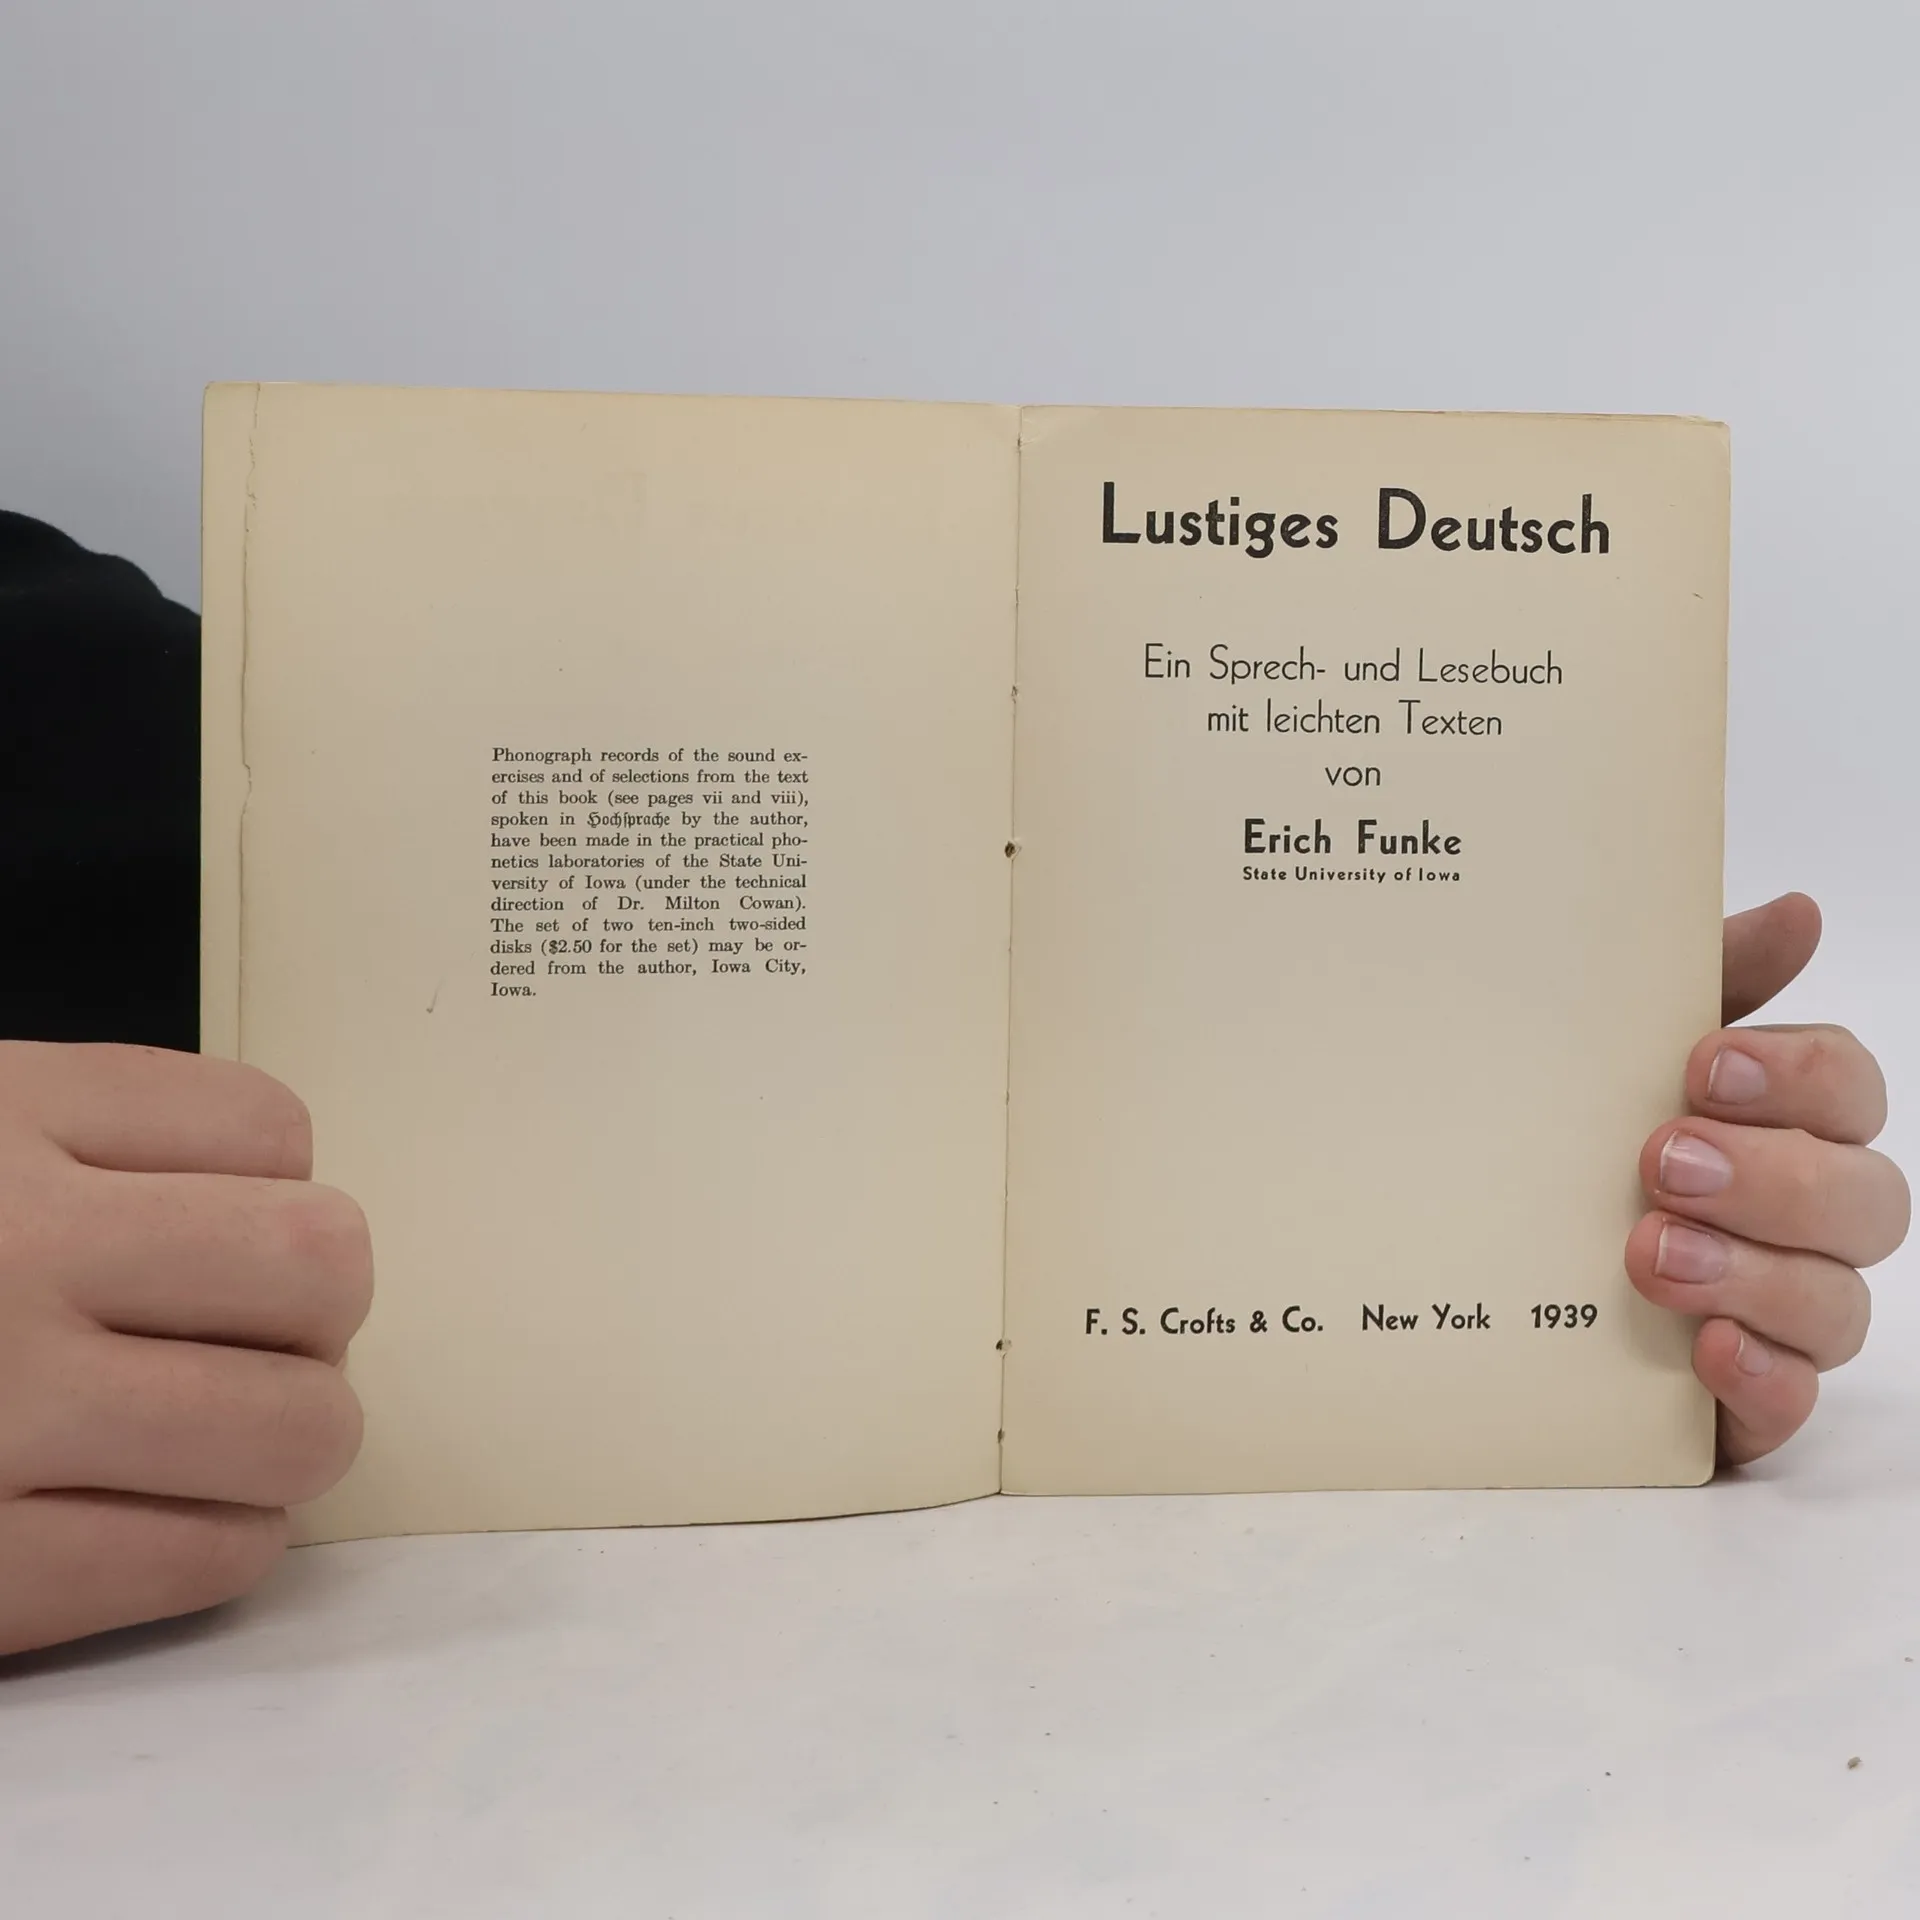 Phonograph records of the sound ex-
ercises and of selections from the text
of this book (see pages vii and viii),
spoken in Hochsprache by the author,
have been made in the practical pho-
netics laboratories of the State Uni-
versity of Iowa (under the technical
direction of Dr. Milton Cowan).
The set of two ten-inch two-sided
disks ($2.50 for the set) may be or-
dered from the author, Iowa City,
Iowa.
Lustiges Deutsch
Ein Sprech- und Lesebuch
mit leichten Texten
von
Erich Funke
State University of Iowa
F. S. Crofts & Co. New York 1939